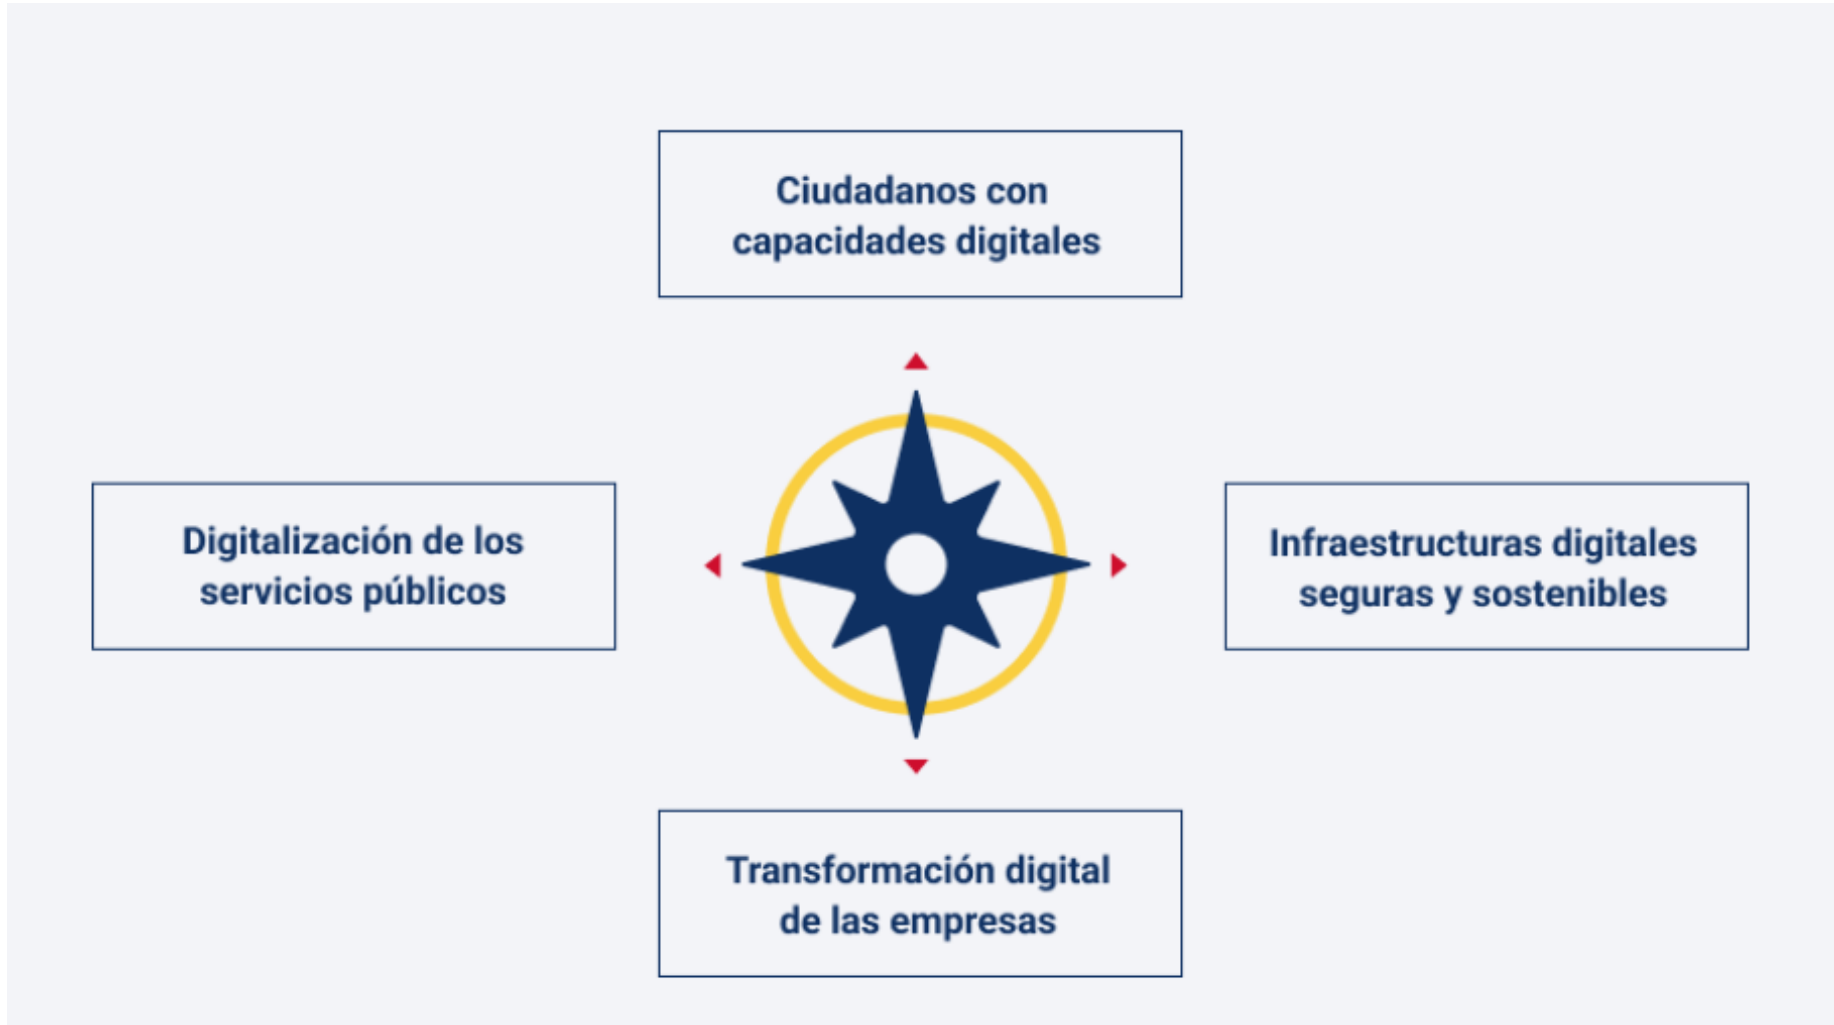 Ciudadanos con
capacidades digitales
Digitalización de los
servicios públicos
Infraestructuras digitales
seguras y sostenibles
Transformación digital
de las empresas